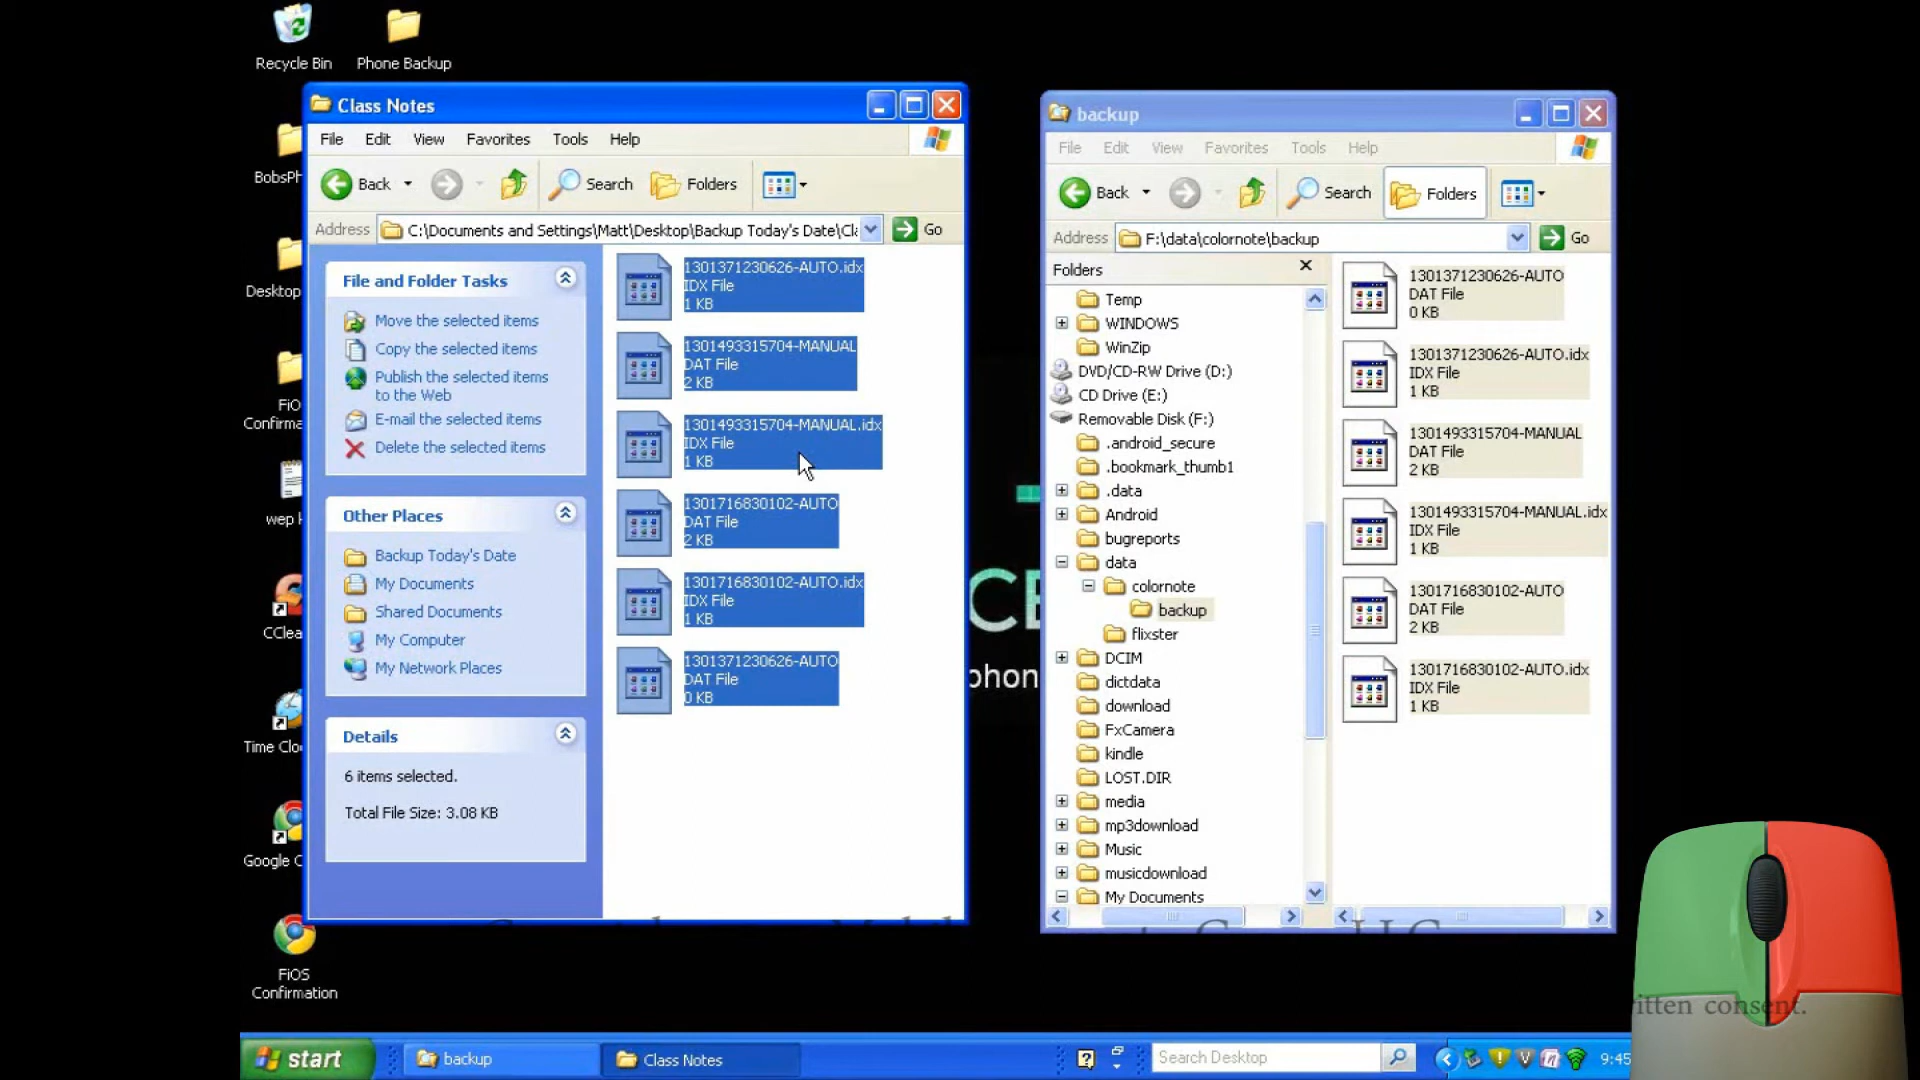 Recycle Bin
Phone Backup
BobsPh
Desktop
FiO
Confirma
wep k
CClea
Time Clo
Google C
FiOS
Confirmation
Class Notes
File Edit View Favorites Tools Help
Back Search Folders
Address C:\Documents and Settings\Matt\Desktop\Backup Today's Date\Cla Go
File and Folder Tasks
Move the selected items
Copy the selected items
Publish the selected items
to the Web
E-mail the selected items
Delete the selected items
Other Places
Backup Today's Date
My Documents
Shared Documents
My Computer
My Network Places
Details
6 items selected.
Total File Size: 3.08 KB
1301371230626-AUTO.idx
IDX File
1 KB
1301493315704-MANUAL
DAT File
2 KB
1301493315704-MANUAL.idx
IDX File
1 KB
1301716830102-AUTO
DAT File
2 KB
1301716830102-AUTO.idx
IDX File
1 KB
1301371230626-AUTO
DAT File
0 KB
CE
phon
backup
File Edit View Favorites Tools Help
Back Search Folders
Address F:\data\colornote\backup Go
Folders
Temp
WINDOWS
WinZip
DVD/CD-RW Drive (D:)
CD Drive (E:)
Removable Disk (F:)
.android_secure
.bookmark_thumb1
.data
Android
bugreports
data
colornote
backup
flixster
DCIM
dictdata
download
FxCamera
kindle
LOST.DIR
media
mp3download
Music
musicdownload
My Documents
1301371230626-AUTO
DAT File
0 KB
1301371230626-AUTO.idx
IDX File
1 KB
1301493315704-MANUAL
DAT File
2 KB
1301493315704-MANUAL.idx
IDX File
1 KB
1301716830102-AUTO
DAT File
2 KB
1301716830102-AUTO.idx
IDX File
1 KB
itten consent.
start backup Class Notes Search Desktop 9:45